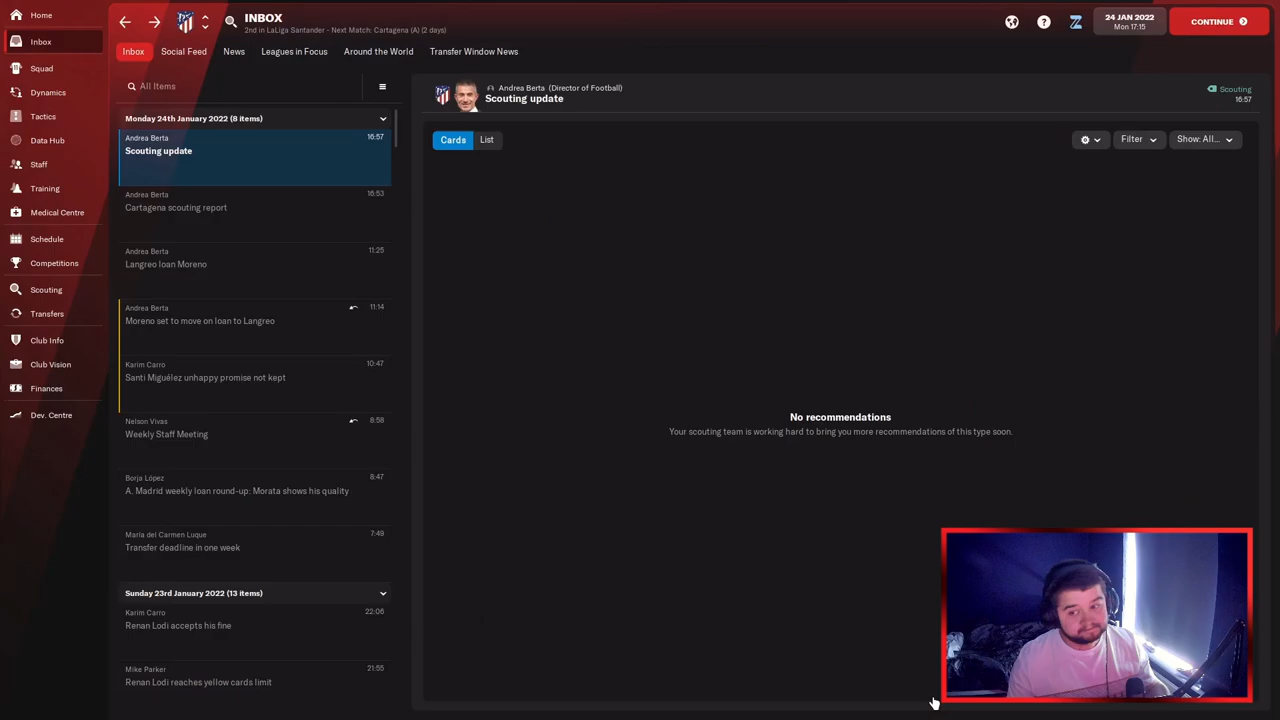 Home
Inbox
Squad
Dynamics
Tactics
Data Hub
Staff
Training
Medical Centre
Schedule
Competitions
Scouting
Transfers
Club Info
Club Vision
Finances
Dev. Centre
INBOX
2nd in LaLiga Santander - Next Match: Cartagena (A) (2 days)
24 JAN 2022
Mon 17:15
CONTINUE
Inbox
Social Feed
News
Leagues in Focus
Around the World
Transfer Window News
All Items
Monday 24th January 2022 (8 items)
Andrea Berta 16:57
Scouting update
Andrea Berta 16:53
Cartagena scouting report
Andrea Berta 11:25
Langreo loan Moreno
Andrea Berta 11:14
Moreno set to move on loan to Langreo
Karim Carro 10:47
Santi Miguélez unhappy promise not kept
Nelson Vivas 8:58
Weekly Staff Meeting
Borja López 8:47
A. Madrid weekly loan round-up: Morata shows his quality
María del Carmen Luque 7:49
Transfer deadline in one week
Sunday 23rd January 2022 (13 items)
Karim Carro 22:06
Renan Lodi accepts his fine
Mike Parker 21:55
Renan Lodi reaches yellow cards limit
Andrea Berta (Director of Football)
Scouting update
Scouting
16:57
Cards
List
Filter
Show: All...
No recommendations
Your scouting team is working hard to bring you more recommendations of this type soon.